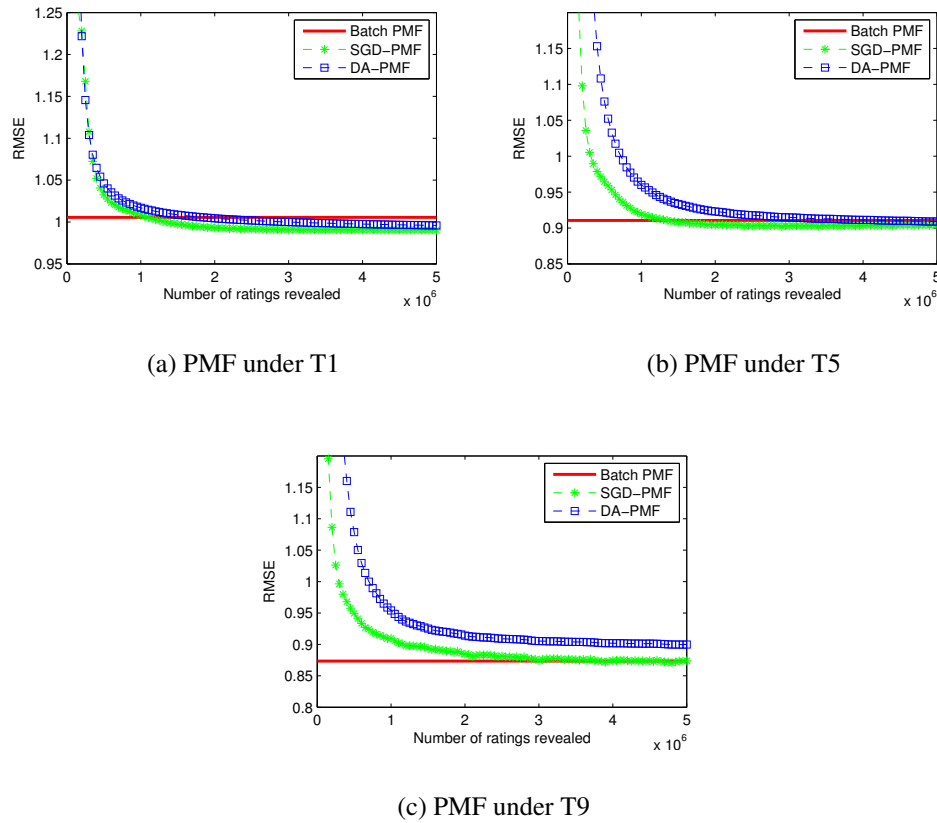 1.25
1.2
1.15
1.1
1.05
1
0.95
RMSE
0 1 2 3 4 5
Number of ratings revealed
x 10^6
Batch PMF
SGD−PMF
DA−PMF
(a) PMF under T1
1.15
1.1
1.05
1
0.95
0.9
0.85
RMSE
0 1 2 3 4 5
Number of ratings revealed
x 10^6
Batch PMF
SGD−PMF
DA−PMF
(b) PMF under T5
1.15
1.1
1.05
1
0.95
0.9
0.85
0.8
RMSE
0 1 2 3 4 5
Number of ratings revealed
x 10^6
Batch PMF
SGD−PMF
DA−PMF
(c) PMF under T9